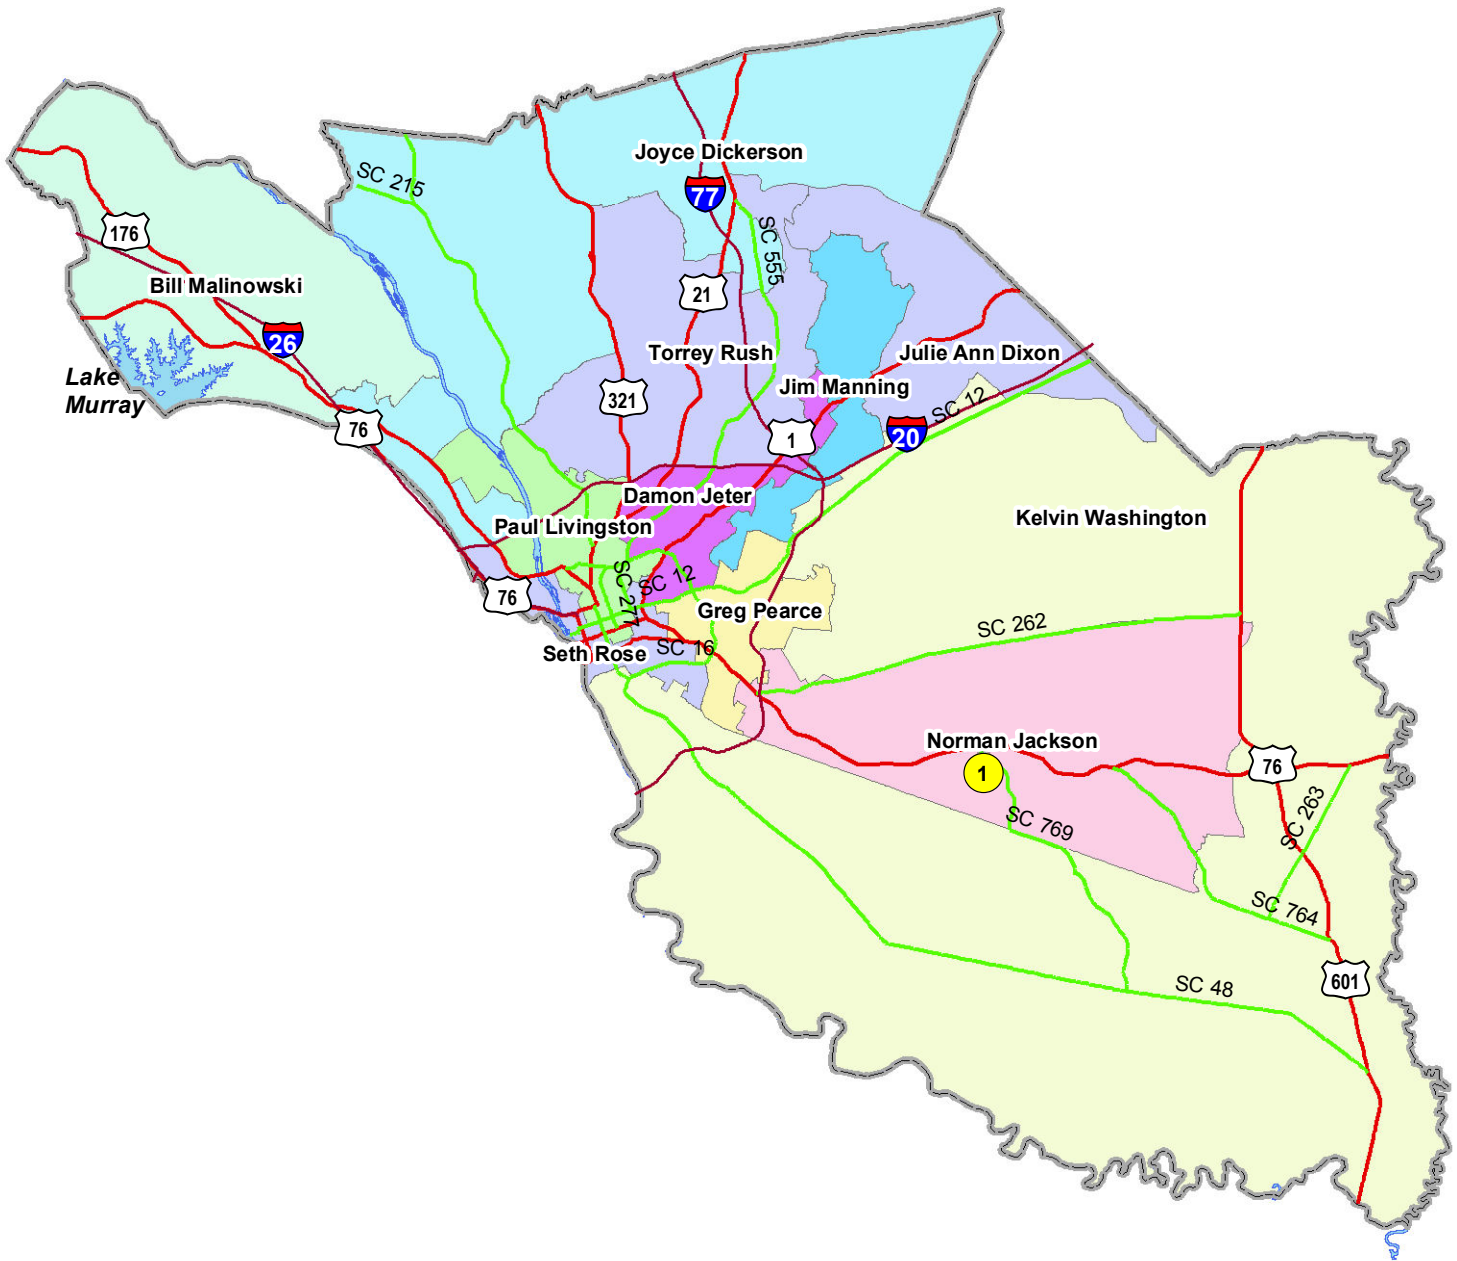 Joyce Dickerson
SC 215
77
176
SC 555
Bill Malinowski
21
26
Torrey Rush
Julie Ann Dixon
Lake
Murray
Jim Manning
321
SC 12
76
1
20
Damon Jeter
Kelvin Washington
Paul Livingston
SC 277
SC 12
76
Greg Pearce
SC 262
Seth Rose
SC 16
Norman Jackson
1
76
SC 263
SC 769
SC 764
601
SC 48